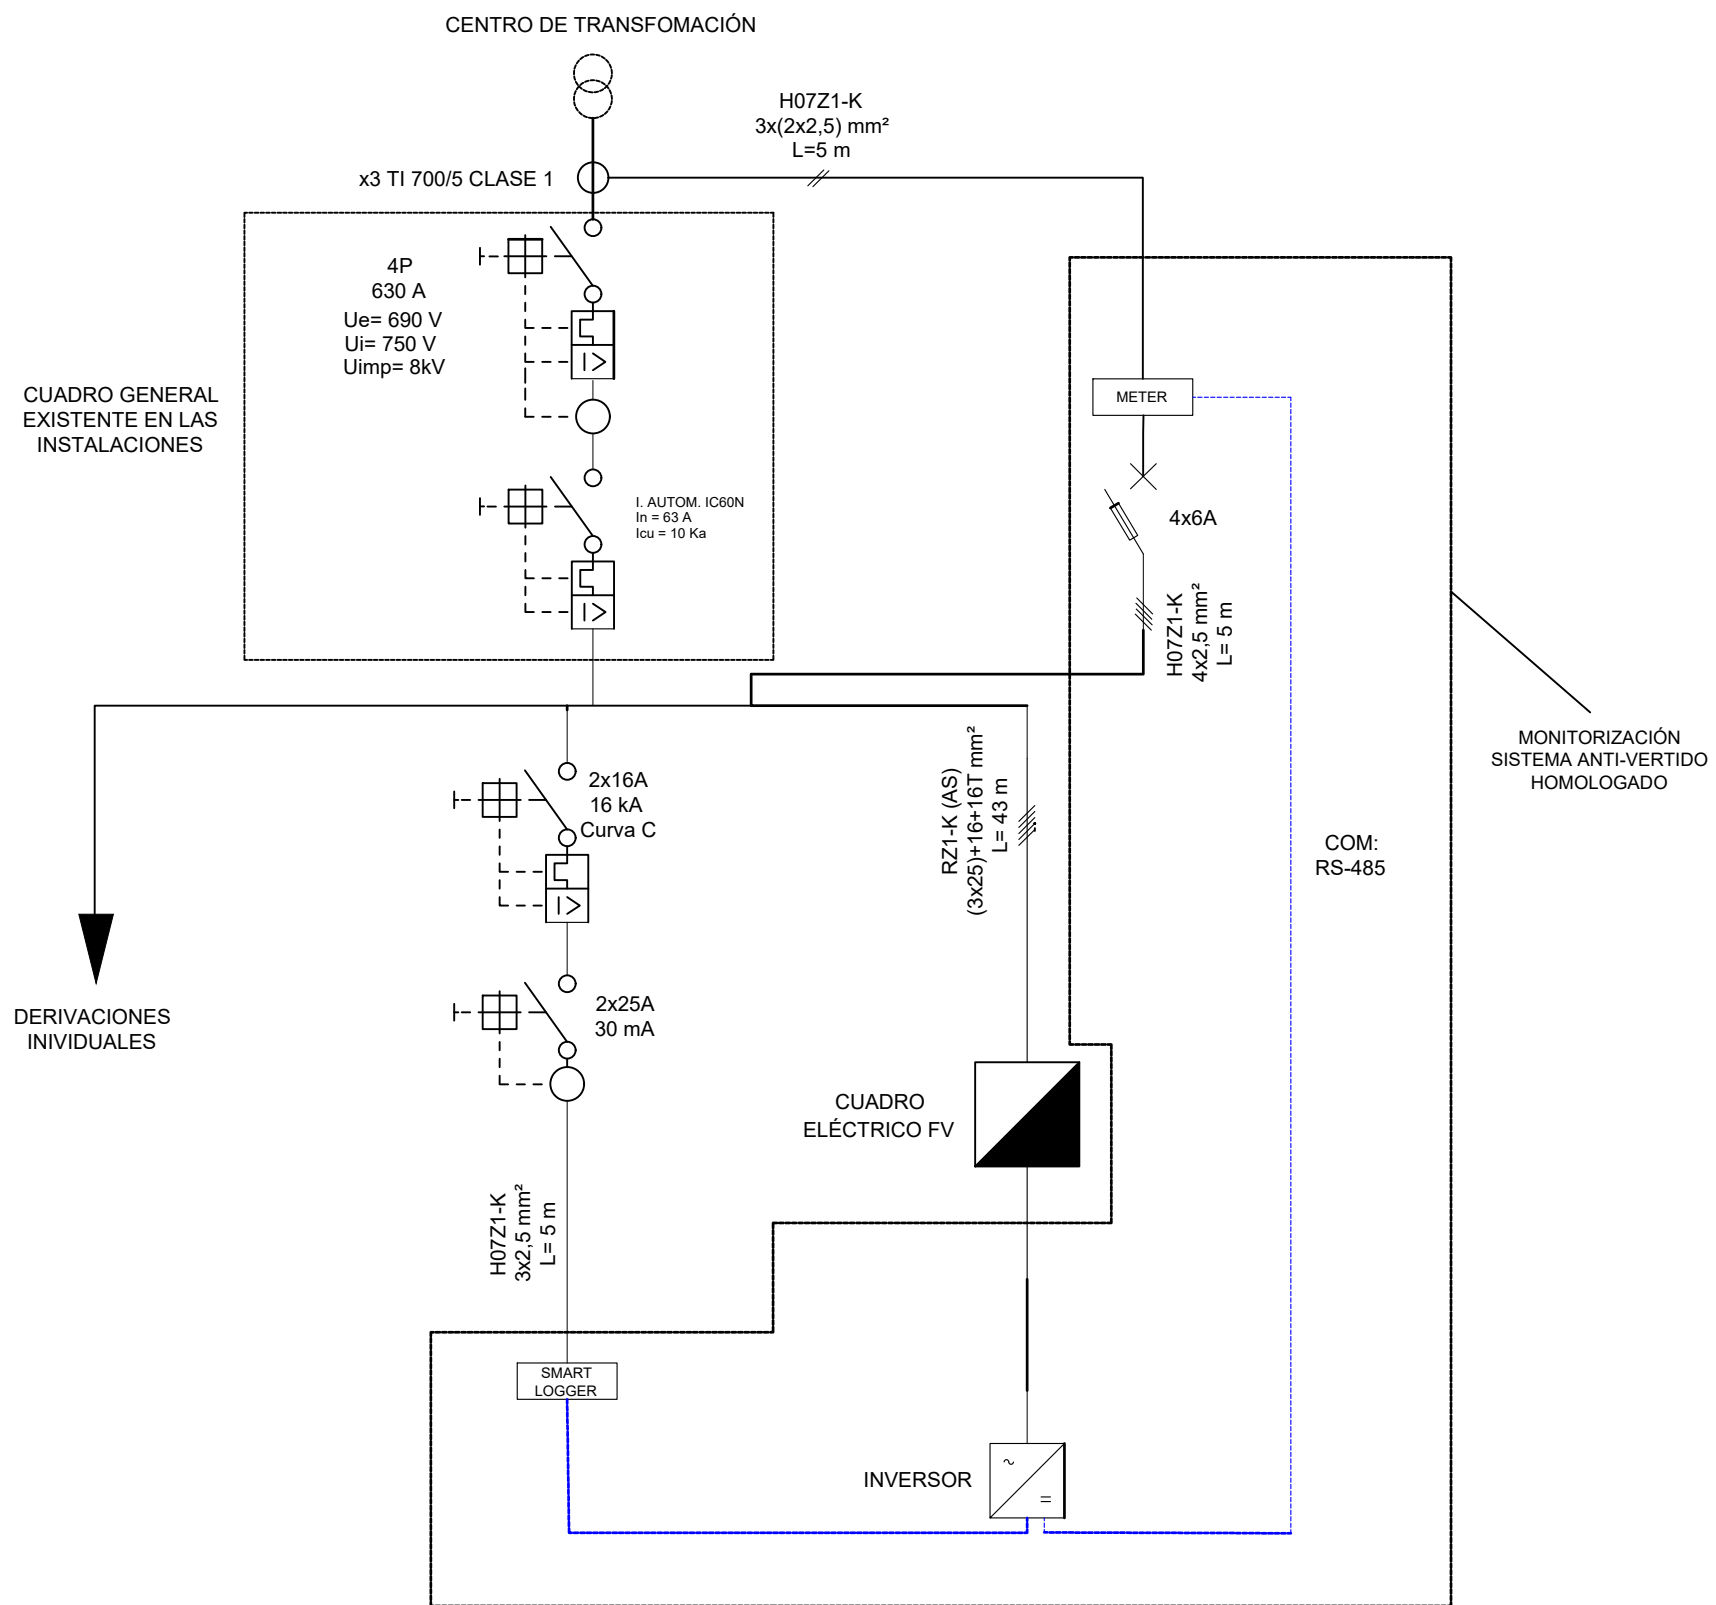 CENTRO DE TRANSFOMACIÓN
H07Z1-K
3x(2x2,5) mm²
L=5 m
x3 TI 700/5 CLASE 1
4P
630 A
Ue= 690 V
Ui= 750 V
Uimp= 8kV
CUADRO GENERAL
EXISTENTE EN LAS
INSTALACIONES
I. AUTOM. IC60N
In = 63 A
Icu = 10 Ka
METER
4x6A
H07Z1-K
4x2,5 mm²
L= 5 m
MONITORIZACIÓN
SISTEMA ANTI-VERTIDO
HOMOLOGADO
2x16A
16 kA
Curva C
RZ1-K (AS)
(3x25)+16+16T mm²
L= 43 m
COM:
RS-485
DERIVACIONES
INIVIDUALES
2x25A
30 mA
CUADRO
ELÉCTRICO FV
H07Z1-K
3x2,5 mm²
L= 5 m
SMART
LOGGER
INVERSOR
~
=